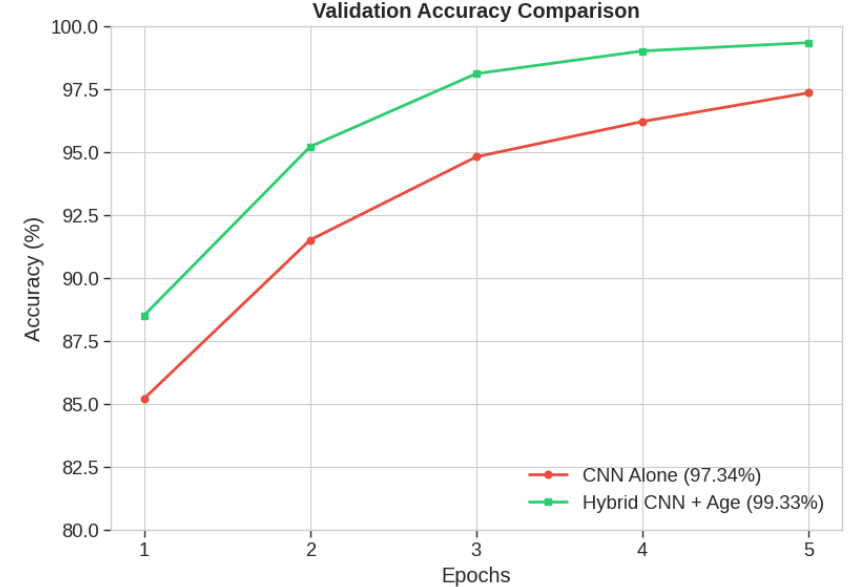 Validation Accuracy Comparison
100.0
97.5
95.0
92.5
90.0
87.5
85.0
82.5
80.0
Accuracy (%)
CNN Alone (97.34%)
Hybrid CNN + Age (99.33%)
1 2 3 4 5
Epochs